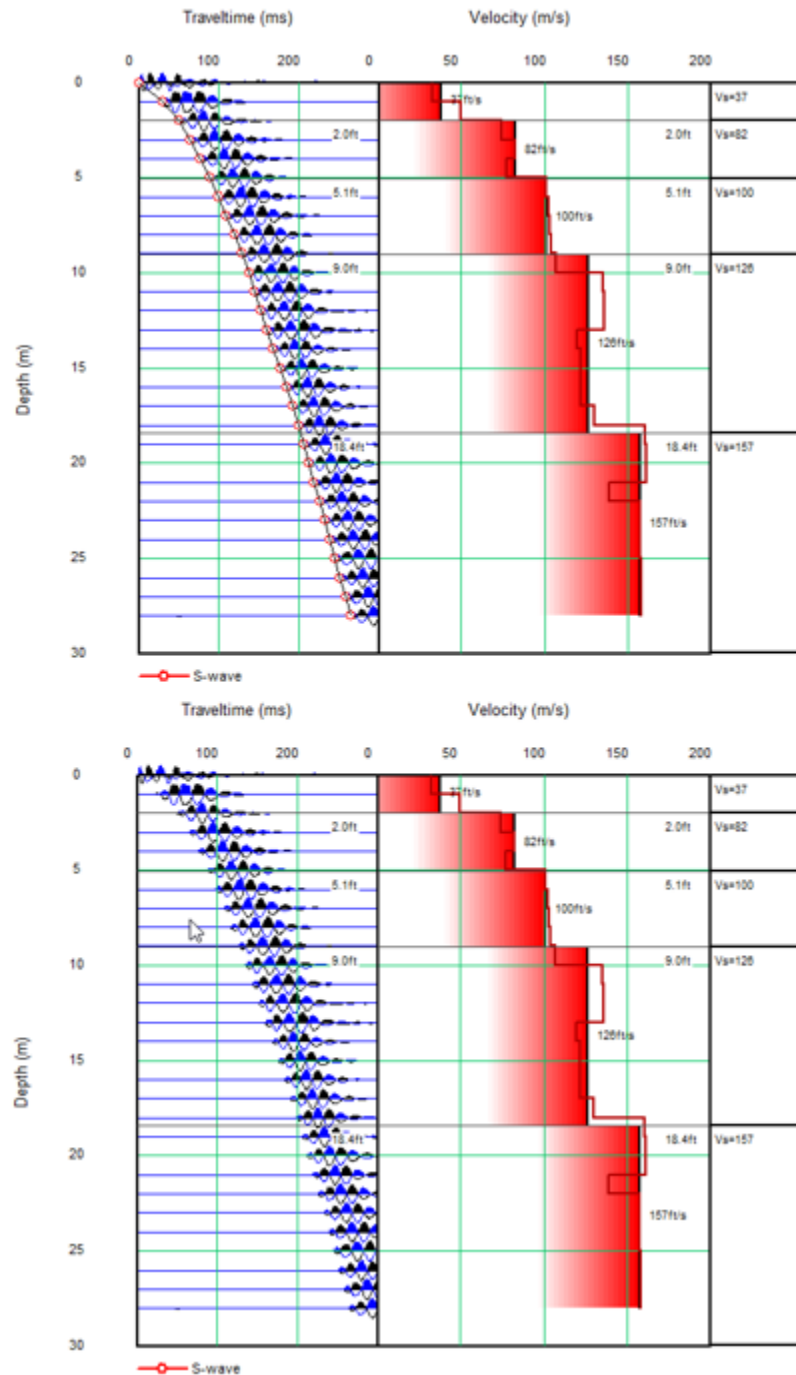 Traveltime (ms) Velocity (m/s)
0 100 200 0 50 100 150 200
0
37ft/s Vs=37
2.0ft 2.0ft Vs=82
82ft/s
5
5.1ft 5.1ft Vs=100
100ft/s
9.0ft 9.0ft Vs=126
10
126ft/s
15
Depth (m)
18.4ft 18.4ft Vs=157
20
157ft/s
25
30
S-wave
Traveltime (ms) Velocity (m/s)
0 100 200 0 50 100 150 200
0
37ft/s Vs=37
2.0ft 2.0ft Vs=82
82ft/s
5
5.1ft 5.1ft Vs=100
100ft/s
9.0ft 9.0ft Vs=126
10
126ft/s
15
Depth (m)
18.4ft 18.4ft Vs=157
20
157ft/s
25
30
S-wave